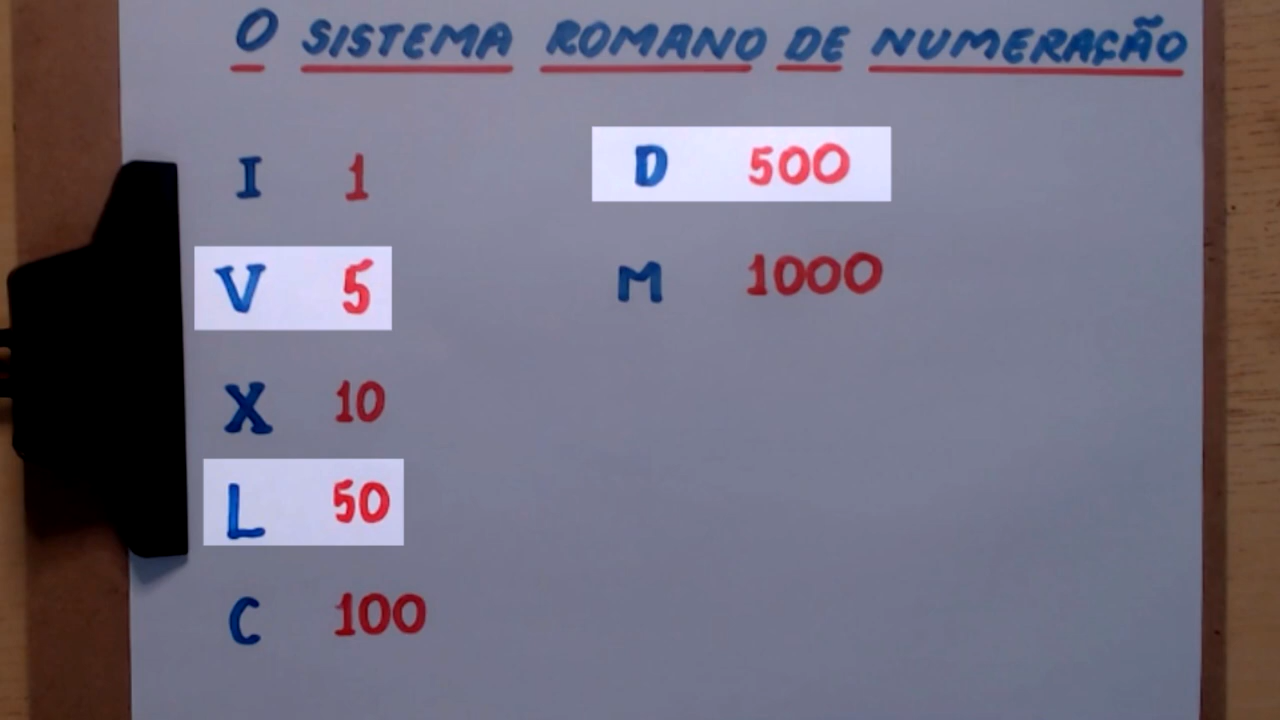 O SISTEMA ROMANO DE NUMERAÇÃO
I 1
V 5
X 10
L 50
C 100
D 500
M 1000